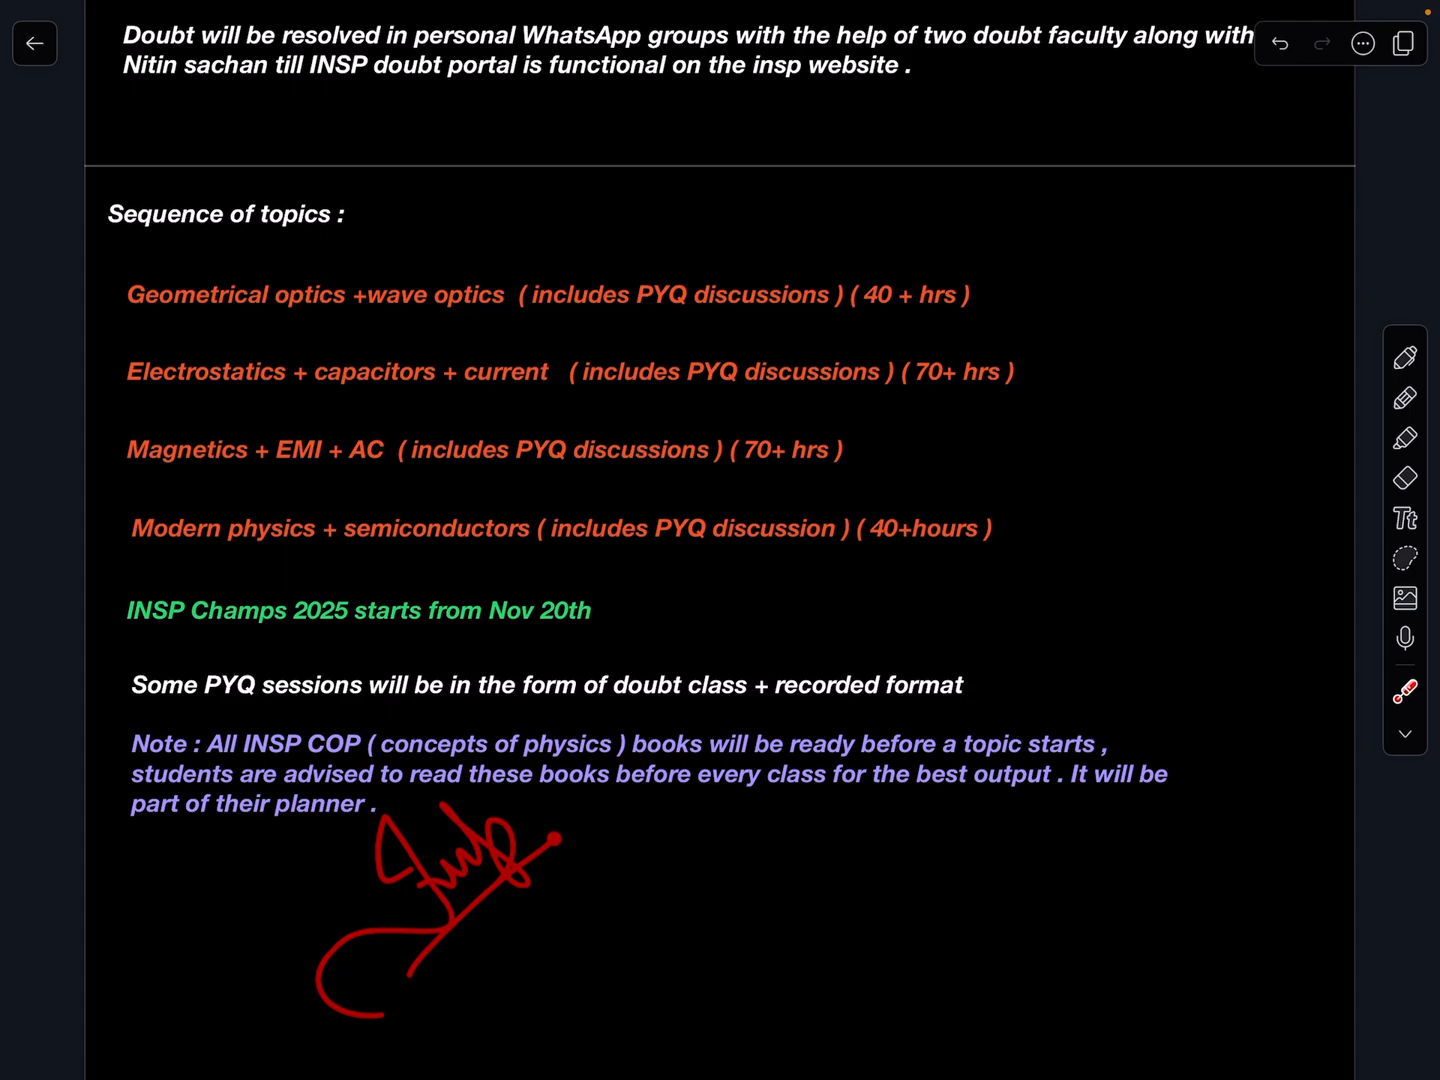 Doubt will be resolved in personal WhatsApp groups with the help of two doubt faculty along with
Nitin sachan till INSP doubt portal is functional on the insp website .
Sequence of topics :
Geometrical optics +wave optics ( includes PYQ discussions ) ( 40 + hrs )
Electrostatics + capacitors + current ( includes PYQ discussions ) ( 70+ hrs )
Magnetics + EMI + AC ( includes PYQ discussions ) ( 70+ hrs )
Modern physics + semiconductors ( includes PYQ discussion ) ( 40+hours )
INSP Champs 2025 starts from Nov 20th
Some PYQ sessions will be in the form of doubt class + recorded format
Note : All INSP COP ( concepts of physics ) books will be ready before a topic starts ,
students are advised to read these books before every class for the best output . It will be
part of their planner .
Tt